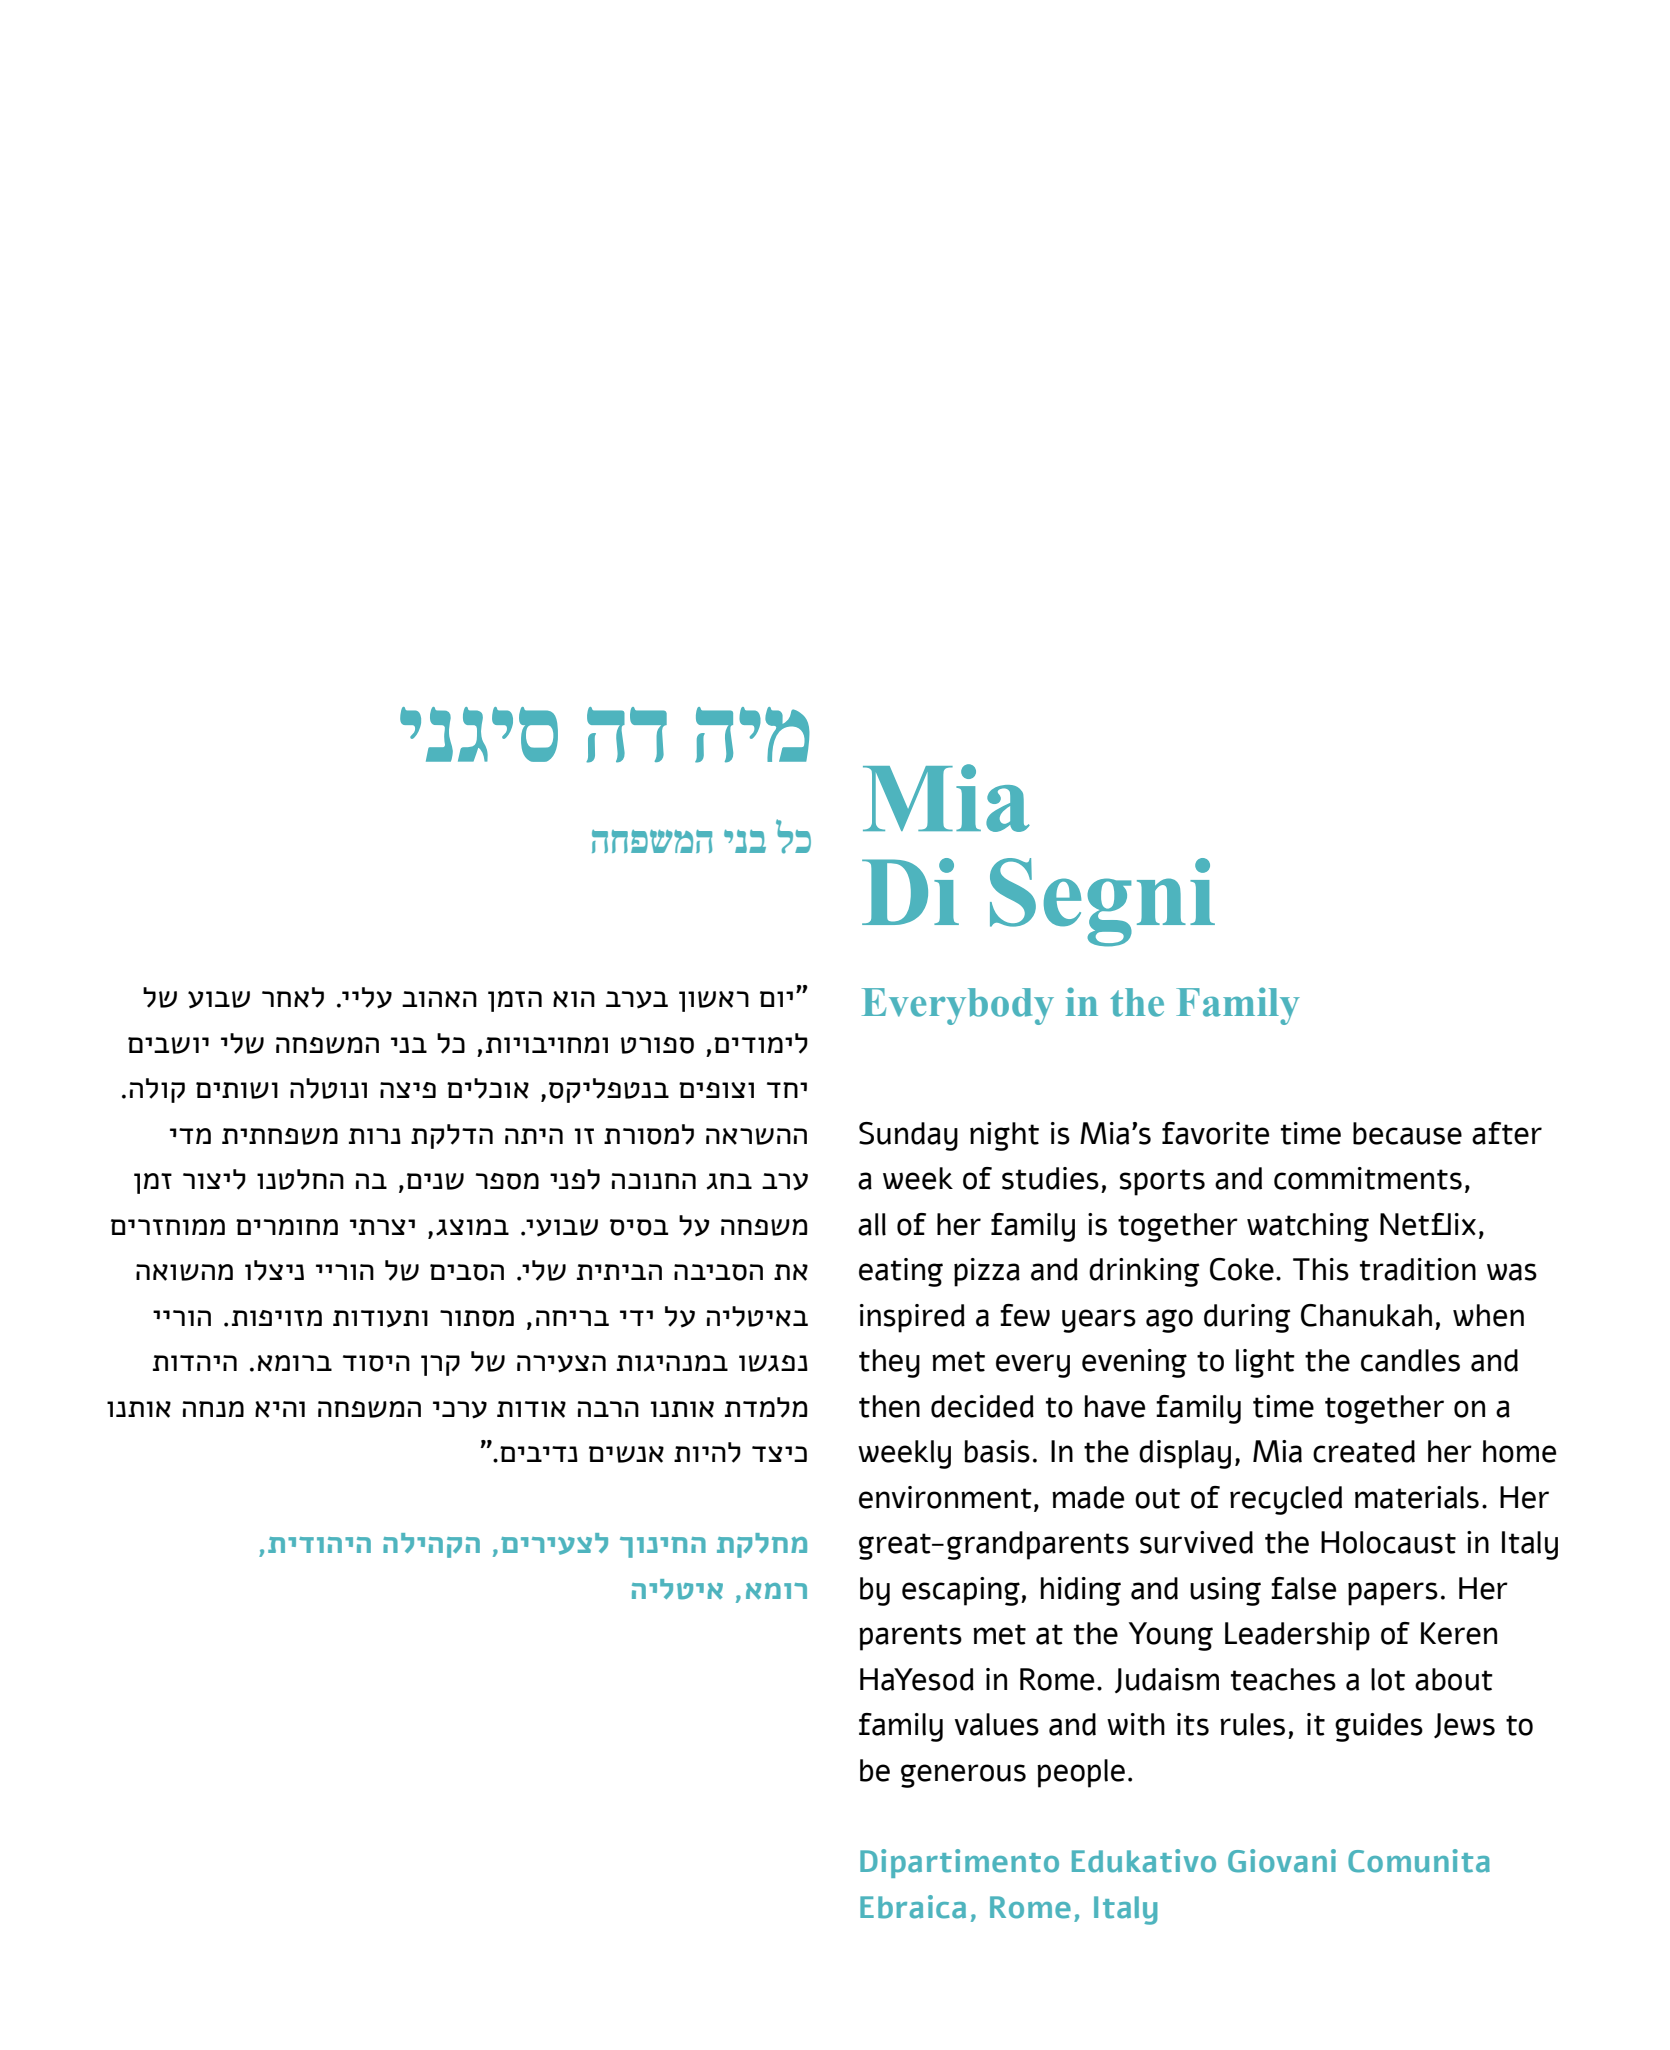 מיה דה סיגני
כל בני המשפחה
"יום ראשון בערב הוא הזמן האהוב עליי. לאחר שבוע של
לימודים, ספורט ומחויבויות, כל בני המשפחה שלי יושבים
יחד וצופים בנטפליקס, אוכלים פיצה ונוטלה ושותים קולה.
ההשראה למסורת זו היתה הדלקת נרות משפחתית מדי
ערב בחג החנוכה לפני מספר שנים, בה החלטנו ליצור זמן
משפחה על בסיס שבועי. במוצג, יצרתי מחומרים ממוחזרים
את הסביבה הביתית שלי. הסבים של הוריי ניצלו מהשואה
באיטליה על ידי בריחה, מסתור ותעודות מזויפות. הוריי
נפגשו במנהיגות הצעירה של קרן היסוד ברומא. היהדות
מלמדת אותנו הרבה אודות ערכי המשפחה והיא מנחה אותנו
כיצד להיות אנשים נדיבים."
מחלקת החינוך לצעירים, הקהילה היהודית,
רומא, איטליה
Mia
Di Segni
Everybody in the Family
Sunday night is Mia's favorite time because after
a week of studies, sports and commitments,
all of her family is together watching Netflix,
eating pizza and drinking Coke. This tradition was
inspired a few years ago during Chanukah, when
they met every evening to light the candles and
then decided to have family time together on a
weekly basis. In the display, Mia created her home
environment, made out of recycled materials. Her
great-grandparents survived the Holocaust in Italy
by escaping, hiding and using false papers. Her
parents met at the Young Leadership of Keren
HaYesod in Rome. Judaism teaches a lot about
family values and with its rules, it guides Jews to
be generous people.
Dipartimento Edukativo Giovani Comunita
Ebraica, Rome, Italy